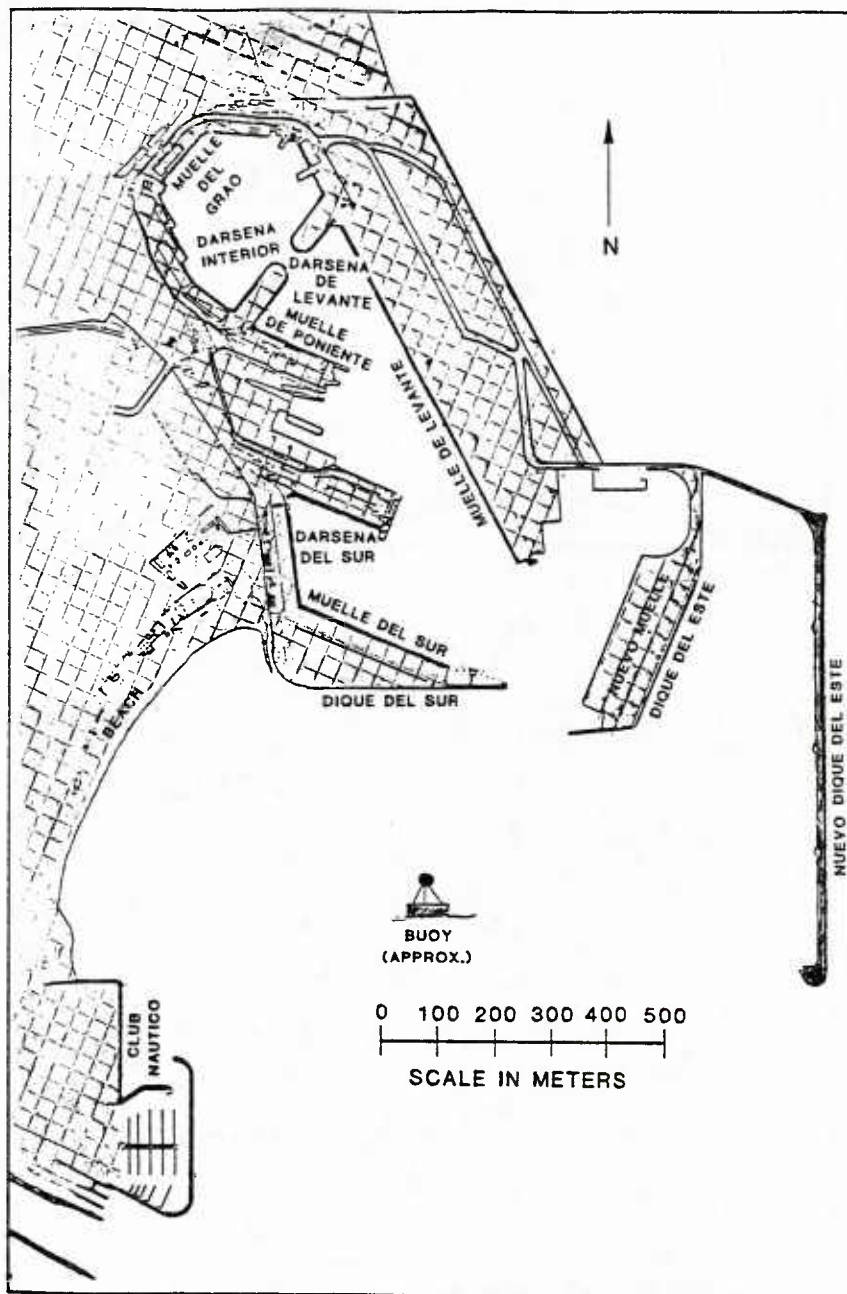 MUELLE
DEL
GRAO
N
DARSENA
INTERIOR
DARSENA
DE
LEVANTE
MUELLE
DE PONIENTE
MUELLE DE LEVANTE
DARSENA
DEL SUR
MUELLE DEL SUR
NUEVO MUELLE
DIQUE DEL ESTE
DIQUE DEL SUR
BEACH
NUEVO DIQUE DEL ESTE
BUOY
(APPROX.)
0 100 200 300 400 500
SCALE IN METERS
CLUB
NAUTICO